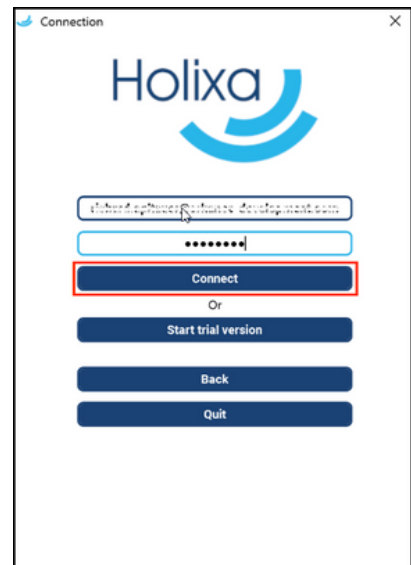 Connection
Holixa
••••••••
Connect
Or
Start trial version
Back
Quit